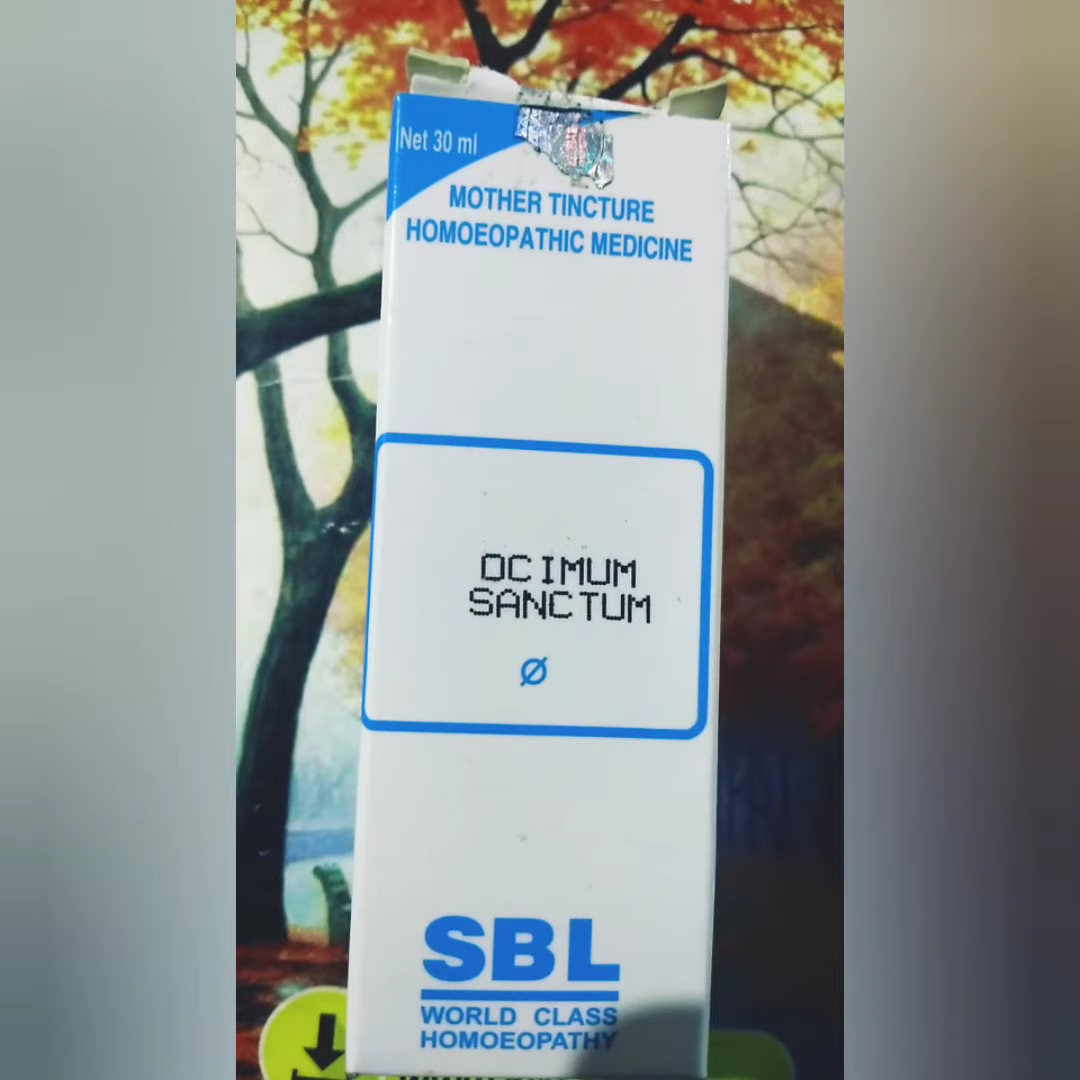 Net 30 ml
MOTHER TINCTURE
HOMOEOPATHIC MEDICINE
OCIMUM
SANCTUM
Ø
SBL
WORLD CLASS
HOMOEOPATHY